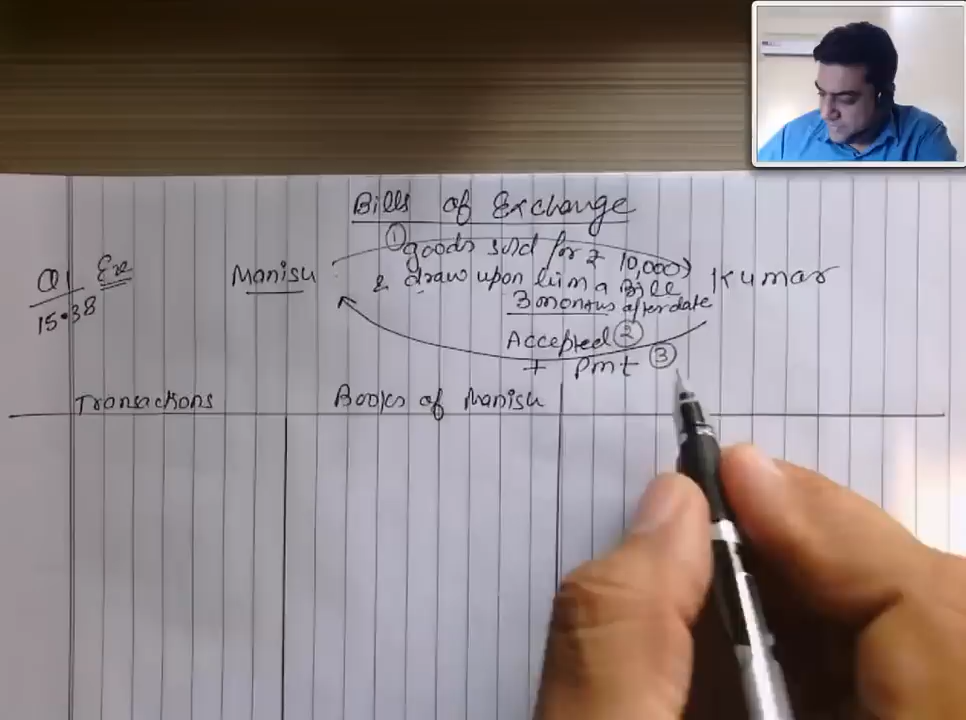 Bills of Exchange
Q1 Ex
15.38
Manish
① goods sold for ₹ 10,000
& draw upon him a Bill
3 months after date
Kumar
Accepted ②
+ Pmt ③
Transactions
Books of Manish